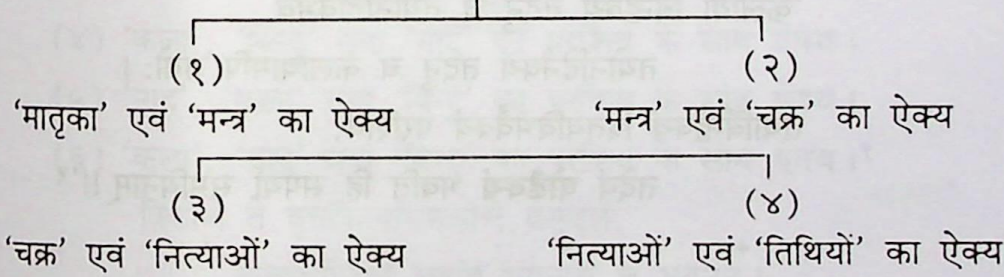 (१) (२)
'मातृका' एवं 'मन्त्र' का ऐक्य 'मन्त्र' एवं 'चक्र' का ऐक्य
(३) (४)
'चक्र' एवं 'नित्याओं' का ऐक्य 'नित्याओं' एवं 'तिथियों' का ऐक्य